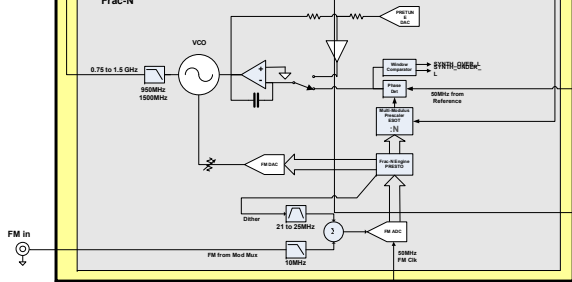 Frac-N
PRETUN
E
DAC
VCO
Window
Comparator
SYNTH_OVER_L
SYNTH_UNDER_
L
0.75 to 1.5 GHz
950MHz
1500MHz
+
-
Phase
Det
50MHz from
Reference
Multi-Modulus
Prescaler
ESDT
:N
FM DAC
Frac-N Engine
PRESTO
Dither
21 to 25MHz
FM in
FM ADC
FM from Mod Mux
10MHz
50MHz
FM Clk